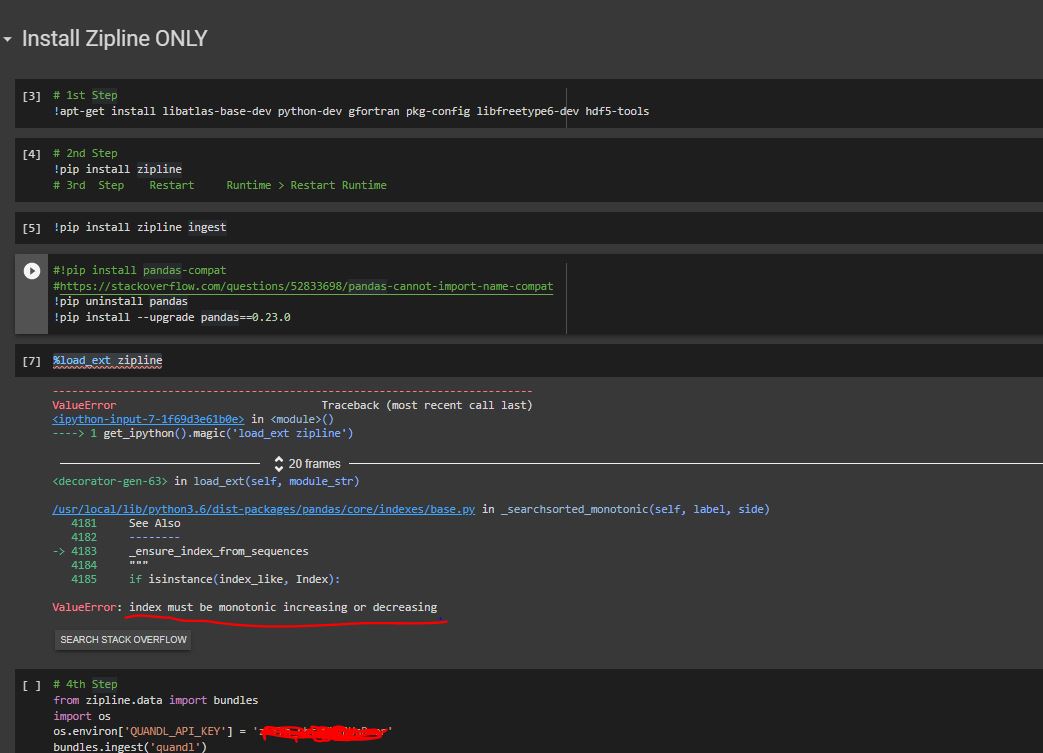 Install Zipline ONLY
[3] # 1st Step
!apt-get install libatlas-base-dev python-dev gfortran pkg-config libfreetype6-dev hdf5-tools
[4] # 2nd Step
!pip install zipline
# 3rd Step Restart Runtime > Restart Runtime
[5] !pip install zipline ingest
#!pip install pandas-compat
#https://stackoverflow.com/questions/52833698/pandas-cannot-import-name-compat
!pip uninstall pandas
!pip install --upgrade pandas==0.23.0
[7] %load_ext zipline
---------------------------------------------------------------------------
ValueError Traceback (most recent call last)
<ipython-input-7-1f69d3e61b0e> in <module>()
----> 1 get_ipython().magic('load_ext zipline')
20 frames
<decorator-gen-63> in load_ext(self, module_str)
/usr/local/lib/python3.6/dist-packages/pandas/core/indexes/base.py in _searchsorted_monotonic(self, label, side)
4181 See Also
4182 --------
-> 4183 _ensure_index_from_sequences
4184 """
4185 if isinstance(index_like, Index):
ValueError: index must be monotonic increasing or decreasing
SEARCH STACK OVERFLOW
[ ] # 4th Step
from zipline.data import bundles
import os
os.environ['QUANDL_API_KEY'] = '
bundles.ingest('quandl')